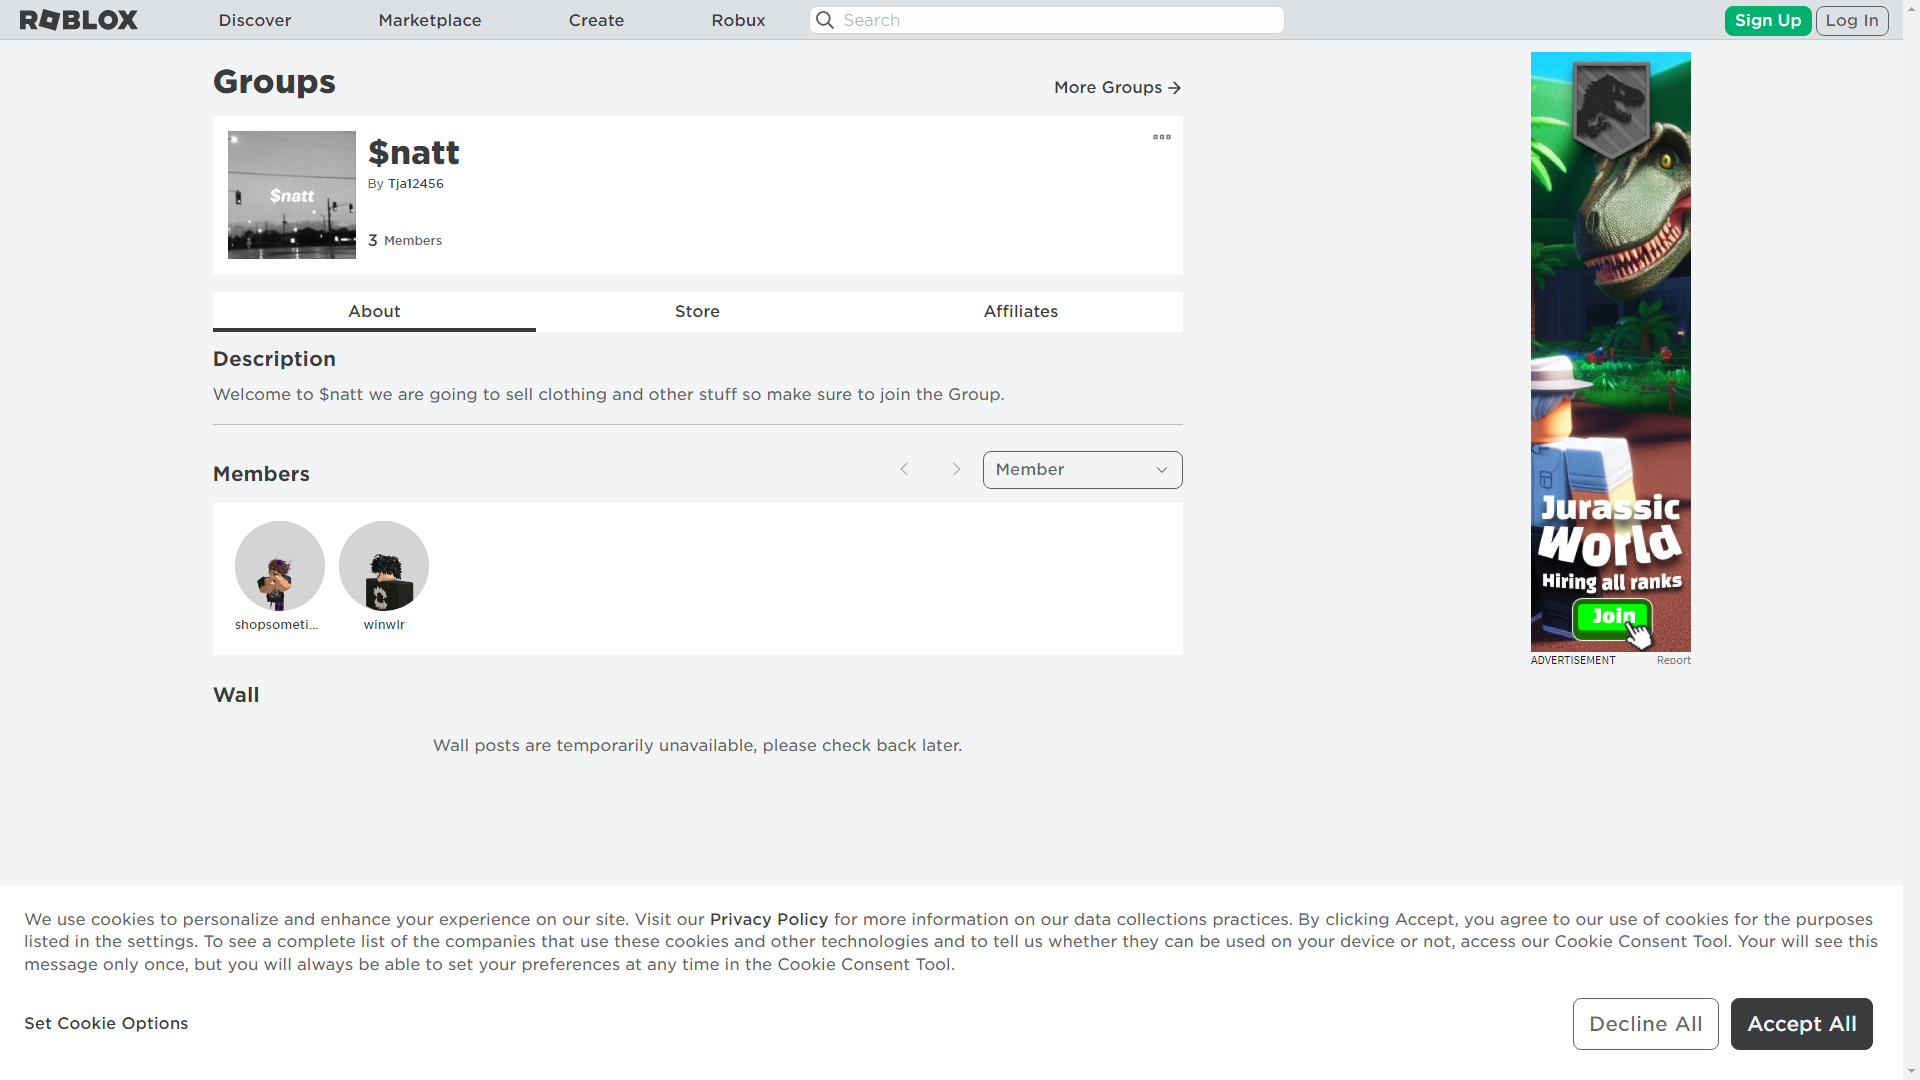 ROBLOX
Discover
Marketplace
Create
Robux
Search
Sign Up
Log In
Groups
More Groups
$natt
$natt
By Tja12456
3 Members
About
Store
Affiliates
Description
Welcome to $natt we are going to sell clothing and other stuff so make sure to join the Group.
Members
Member
shopsometi...
winwlr
Wall
Wall posts are temporarily unavailable, please check back later.
Jurassic
World
Hiring all ranks
Join
ADVERTISEMENT
Report
We use cookies to personalize and enhance your experience on our site. Visit our Privacy Policy for more information on our data collections practices. By clicking Accept, you agree to our use of cookies for the purposes
listed in the settings. To see a complete list of the companies that use these cookies and other technologies and to tell us whether they can be used on your device or not, access our Cookie Consent Tool. Your will see this
message only once, but you will always be able to set your preferences at any time in the Cookie Consent Tool.
Set Cookie Options
Decline All
Accept All